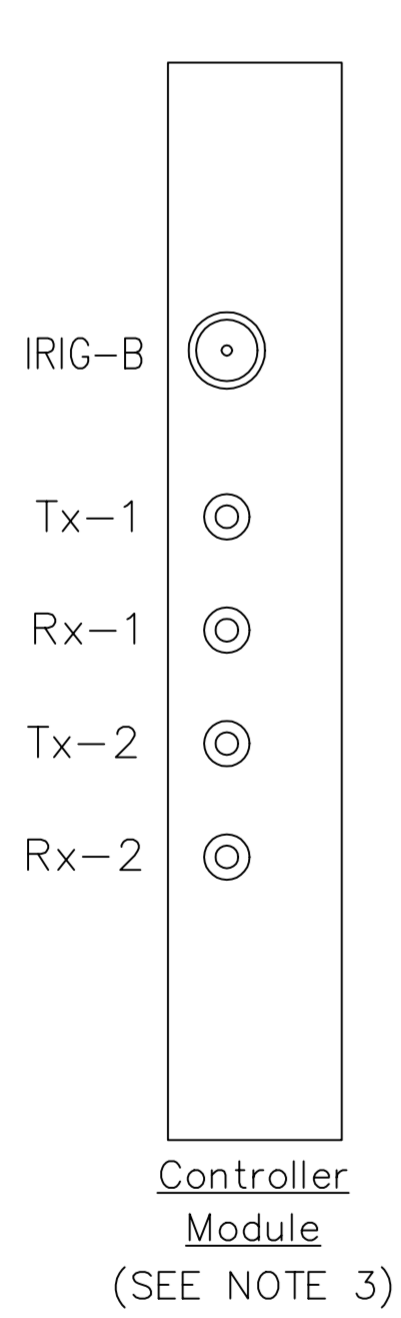 IRIG-B
Tx-1
Rx-1
Tx-2
Rx-2
Controller
Module
(SEE NOTE 3)